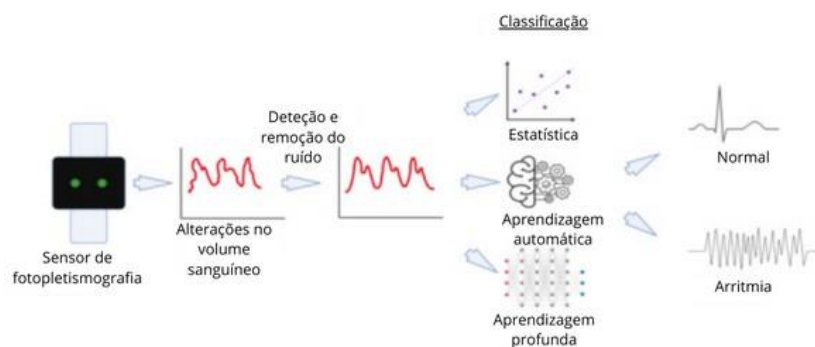 Classificação
Deteção e
remoção do
ruído
Estatística
Normal
Sensor de
fotopletismografia
Alterações no
volume
sanguíneo
Aprendizagem
automática
Arritmia
Aprendizagem
profunda